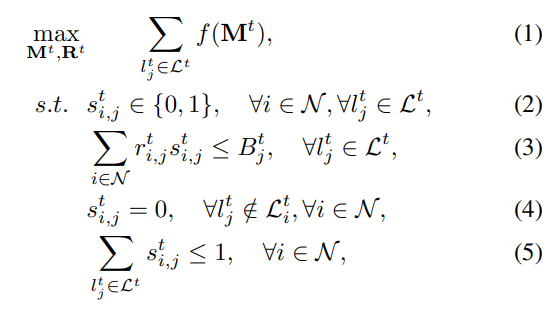 max_{M^t,R^t} ∑_{l_j^t∈ℒ^t} f(M^t), (1)
s.t. s_{i,j}^t ∈ {0, 1}, ∀i ∈ 𝒩, ∀l_j^t ∈ ℒ^t, (2)
∑_{i∈𝒩} r_{i,j}^t s_{i,j}^t ≤ B_j^t, ∀l_j^t ∈ ℒ^t, (3)
s_{i,j}^t = 0, ∀l_j^t ∉ ℒ_i^t, ∀i ∈ 𝒩, (4)
∑_{l_j^t∈ℒ^t} s_{i,j}^t ≤ 1, ∀i ∈ 𝒩, (5)